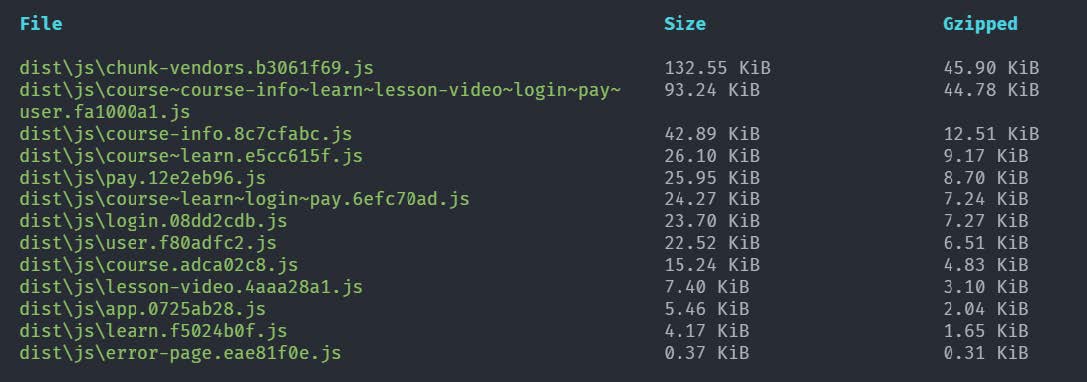 File Size Gzipped
dist\js\chunk-vendors.b3061f69.js 132.55 KiB 45.90 KiB
dist\js\course~course-info~learn~lesson-video~login~pay~ 93.24 KiB 44.78 KiB
user.fa1000a1.js
dist\js\course-info.8c7cfabc.js 42.89 KiB 12.51 KiB
dist\js\course~learn.e5cc615f.js 26.10 KiB 9.17 KiB
dist\js\pay.12e2eb96.js 25.95 KiB 8.70 KiB
dist\js\course~learn~login~pay.6efc70ad.js 24.27 KiB 7.24 KiB
dist\js\login.08dd2cdb.js 23.70 KiB 7.27 KiB
dist\js\user.f80adfc2.js 22.52 KiB 6.51 KiB
dist\js\course.adca02c8.js 15.24 KiB 4.83 KiB
dist\js\lesson-video.4aaa28a1.js 7.40 KiB 3.10 KiB
dist\js\app.0725ab28.js 5.46 KiB 2.04 KiB
dist\js\learn.f5024b0f.js 4.17 KiB 1.65 KiB
dist\js\error-page.eae81f0e.js 0.37 KiB 0.31 KiB